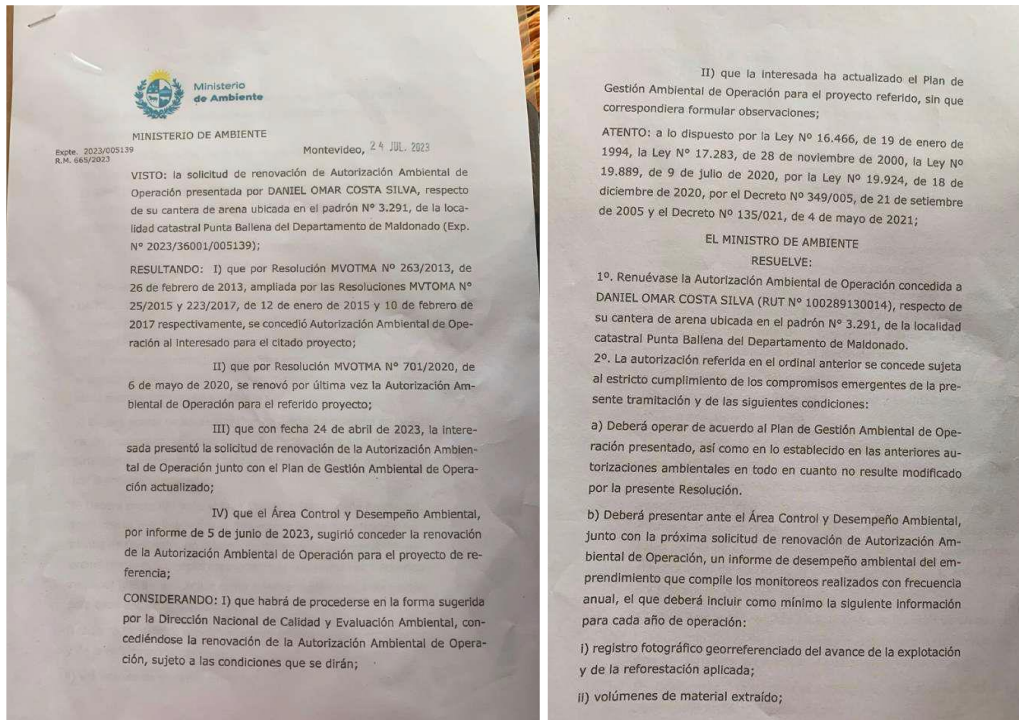 Ministerio
de Ambiente
MINISTERIO DE AMBIENTE
Expte. 2023/005139
R.M. 665/2023
Montevideo, 24 JUL. 2023
VISTO: la solicitud de renovación de Autorización Ambiental de
Operación presentada por DANIEL OMAR COSTA SILVA, respecto
de su cantera de arena ubicada en el padrón Nº 3.291, de la loca-
lidad catastral Punta Ballena del Departamento de Maldonado (Exp.
Nº 2023/36001/005139);
RESULTANDO: I) que por Resolución MVOTMA Nº 263/2013, de
26 de febrero de 2013, ampliada por las Resoluciones MVTOMA Nº
25/2015 y 223/2017, de 12 de enero de 2015 y 10 de febrero de
2017 respectivamente, se concedió Autorización Ambiental de Ope-
ración al interesado para el citado proyecto;
II) que por Resolución MVOTMA Nº 701/2020, de
6 de mayo de 2020, se renovó por última vez la Autorización Am-
biental de Operación para el referido proyecto;
III) que con fecha 24 de abril de 2023, la intere-
sada presentó la solicitud de renovación de la Autorización Ambien-
tal de Operación junto con el Plan de Gestión Ambiental de Opera-
ción actualizado;
IV) que el Área Control y Desempeño Ambiental,
por informe de 5 de junio de 2023, sugirió conceder la renovación
de la Autorización Ambiental de Operación para el proyecto de re-
ferencia;
CONSIDERANDO: I) que habrá de procederse en la forma sugerida
por la Dirección Nacional de Calidad y Evaluación Ambiental, con-
cediéndose la renovación de la Autorización Ambiental de Opera-
ción, sujeto a las condiciones que se dirán;
II) que la interesada ha actualizado el Plan de
Gestión Ambiental de Operación para el proyecto referido, sin que
correspondiera formular observaciones;
ATENTO: a lo dispuesto por la Ley Nº 16.466, de 19 de enero de
1994, la Ley Nº 17.283, de 28 de noviembre de 2000, la Ley Nº
19.889, de 9 de julio de 2020, por la Ley Nº 19.924, de 18 de
diciembre de 2020, por el Decreto Nº 349/005, de 21 de setiembre
de 2005 y el Decreto Nº 135/021, de 4 de mayo de 2021;
EL MINISTRO DE AMBIENTE
RESUELVE:
1º. Renuévase la Autorización Ambiental de Operación concedida a
DANIEL OMAR COSTA SILVA (RUT Nº 100289130014), respecto de
su cantera de arena ubicada en el padrón Nº 3.291, de la localidad
catastral Punta Ballena del Departamento de Maldonado.
2º. La autorización referida en el ordinal anterior se concede sujeta
al estricto cumplimiento de los compromisos emergentes de la pre-
sente tramitación y de las siguientes condiciones:
a) Deberá operar de acuerdo al Plan de Gestión Ambiental de Ope-
ración presentado, así como en lo establecido en las anteriores au-
torizaciones ambientales en todo en cuanto no resulte modificado
por la presente Resolución.
b) Deberá presentar ante el Área Control y Desempeño Ambiental,
junto con la próxima solicitud de renovación de Autorización Am-
biental de Operación, un informe de desempeño ambiental del em-
prendimiento que compile los monitoreos realizados con frecuencia
anual, el que deberá incluir como mínimo la siguiente información
para cada año de operación:
i) registro fotográfico georreferenciado del avance de la explotación
y de la reforestación aplicada;
ii) volúmenes de material extraído;